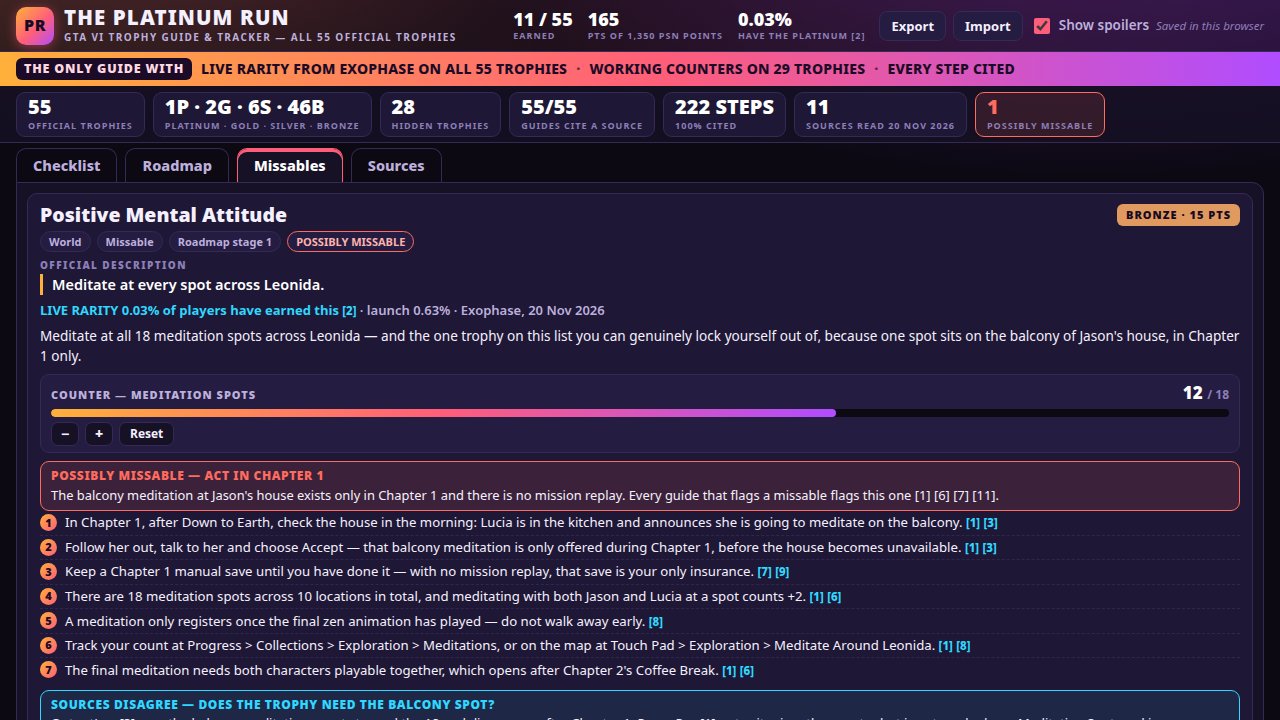 PR
THE PLATINUM RUN
GTA VI TROPHY GUIDE & TRACKER — ALL 55 OFFICIAL TROPHIES
11 / 55
EARNED
165
PTS OF 1,350 PSN POINTS
0.03%
HAVE THE PLATINUM [2]
Export
Import
Show spoilers
Saved in this browser
THE ONLY GUIDE WITH
LIVE RARITY FROM EXOPHASE ON ALL 55 TROPHIES · WORKING COUNTERS ON 29 TROPHIES · EVERY STEP CITED
55
OFFICIAL TROPHIES
1P · 2G · 6S · 46B
PLATINUM · GOLD · SILVER · BRONZE
28
HIDDEN TROPHIES
55/55
GUIDES CITE A SOURCE
222 STEPS
100% CITED
11
SOURCES READ 20 NOV 2026
1
POSSIBLY MISSABLE
Checklist
Roadmap
Missables
Sources
Positive Mental Attitude
BRONZE · 15 PTS
World
Missable
Roadmap stage 1
POSSIBLY MISSABLE
OFFICIAL DESCRIPTION
Meditate at every spot across Leonida.
LIVE RARITY 0.03% of players have earned this [2] · launch 0.63% · Exophase, 20 Nov 2026
Meditate at all 18 meditation spots across Leonida — and the one trophy on this list you can genuinely lock yourself out of, because one spot sits on the balcony of Jason's house, in Chapter
1 only.
COUNTER — MEDITATION SPOTS
12 / 18
−
+
Reset
POSSIBLY MISSABLE — ACT IN CHAPTER 1
The balcony meditation at Jason's house exists only in Chapter 1 and there is no mission replay. Every guide that flags a missable flags this one [1] [6] [7] [11].
1 In Chapter 1, after Down to Earth, check the house in the morning: Lucia is in the kitchen and announces she is going to meditate on the balcony. [1] [3]
2 Follow her out, talk to her and choose Accept — that balcony meditation is only offered during Chapter 1, before the house becomes unavailable. [1] [3]
3 Keep a Chapter 1 manual save until you have done it — with no mission replay, that save is your only insurance. [7] [9]
4 There are 18 meditation spots across 10 locations in total, and meditating with both Jason and Lucia at a spot counts +2. [1] [6]
5 A meditation only registers once the final zen animation has played — do not walk away early. [8]
6 Track your count at Progress > Collections > Exploration > Meditations, or on the map at Touch Pad > Exploration > Meditate Around Leonida. [1] [8]
7 The final meditation needs both characters playable together, which opens after Chapter 2's Coffee Break. [1] [6]
SOURCES DISAGREE — DOES THE TROPHY NEED THE BALCONY SPOT?